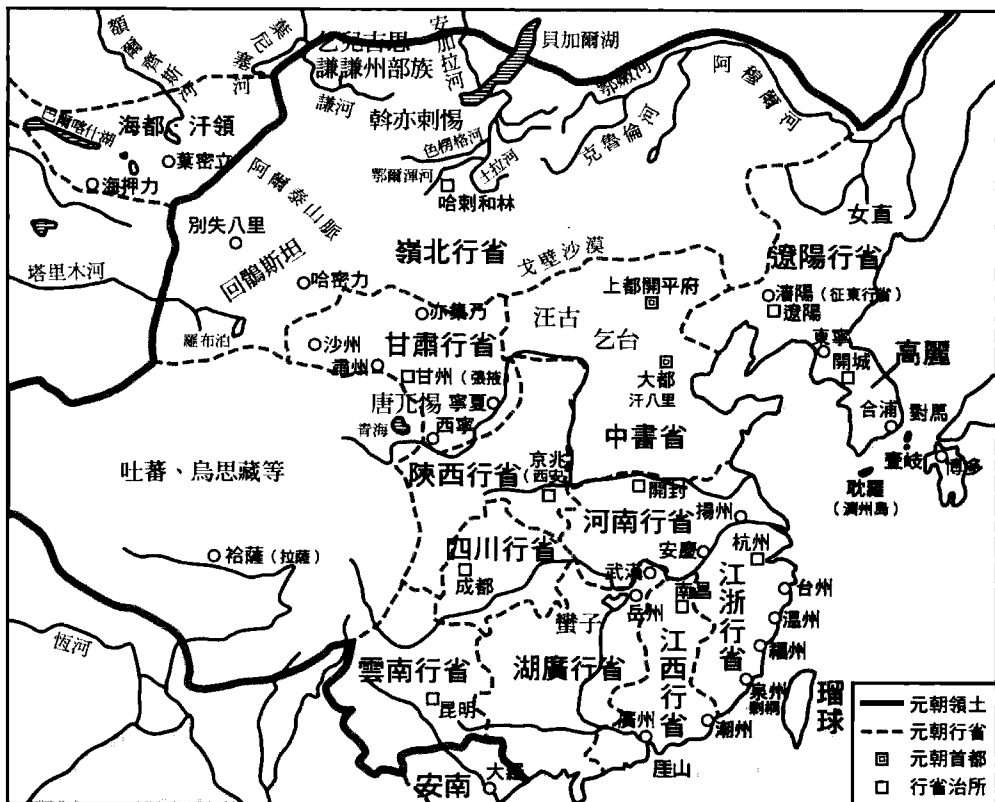 額爾齊斯河
葉尼塞河
乞兒吉思
謙謙州部族
安加拉河
貝加爾湖
謙河
鄂嫩河
阿穆爾河
斡亦剌惕
克魯倫河
色楞格河
土拉河
鄂爾渾河
哈剌和林
巴爾喀什湖
海都汗領
葉密立
海押力
阿爾泰山脈
別失八里
回鶻斯坦
哈密力
塔里木河
羅布泊
嶺北行省
戈壁沙漠
女直
遼陽行省
瀋陽(征東行省)
遼陽
上都開平府
汪古
乞台
大都
汗八里
中書省
亦集乃
甘肅行省
沙州
肅州
甘州(張掖)
唐兀惕
寧夏
青海
西寧
東寧
高麗
開城
合浦
對馬
壹岐
博多
耽羅
(濟州島)
吐蕃、烏思藏等
陝西行省
京兆
(西安)
開封
河南行省
揚州
四川行省
成都
安慶
杭州
武漢
岳州
南昌
江浙行省
台州
溫州
福州
泉州
刺桐
袷薩(拉薩)
恆河
蠻子
雲南行省
昆明
湖廣行省
江西行省
廣州
潮州
瑠球
厓山
安南
大羅
元朝領土
元朝行省
元朝首都
行省治所